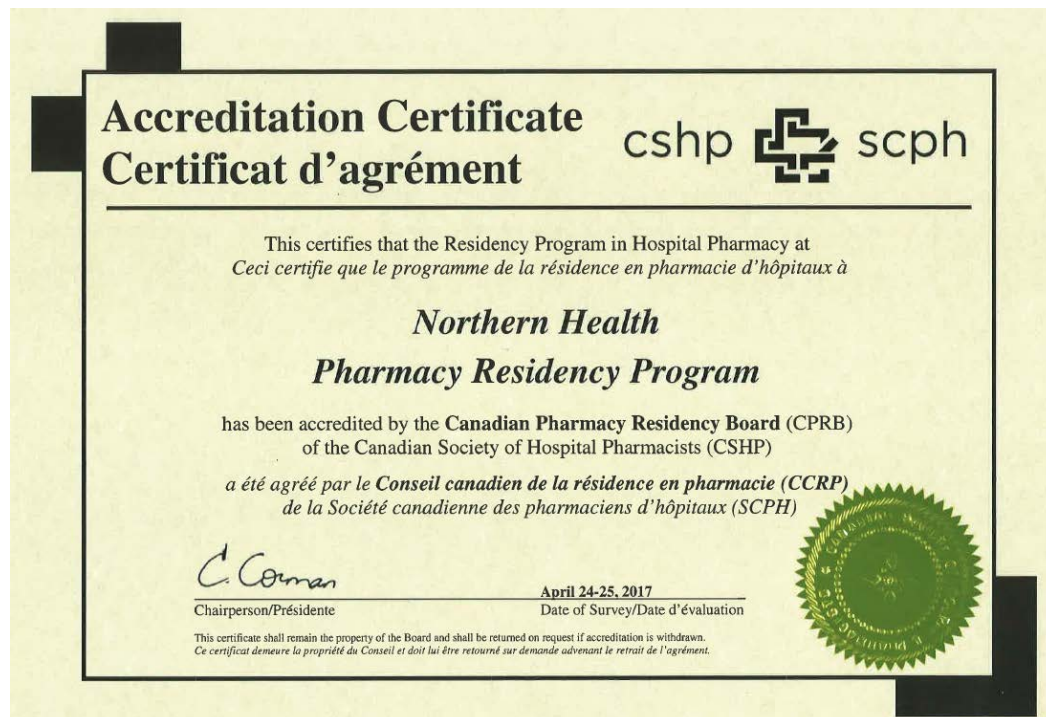 Accreditation Certificate
Certificat d'agrément
cshp scph
This certifies that the Residency Program in Hospital Pharmacy at
Ceci certifie que le programme de la résidence en pharmacie d'hôpitaux à
Northern Health
Pharmacy Residency Program
has been accredited by the Canadian Pharmacy Residency Board (CPRB)
of the Canadian Society of Hospital Pharmacists (CSHP)
a été agréé par le Conseil canadien de la résidence en pharmacie (CCRP)
de la Société canadienne des pharmaciens d'hôpitaux (SCPH)
C. Corman
April 24-25, 2017
Chairperson/Présidente
Date of Survey/Date d'évaluation
This certificate shall remain the property of the Board and shall be returned on request if accreditation is withdrawn.
Ce certificat demeure la propriété du Conseil et doit lui être retourné sur demande advenant le retrait de l'agrément.